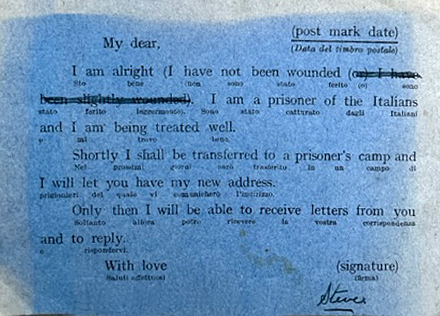 (post mark date)
(Data del timbro postale)
My dear,
I am alright (I have not been wounded (or) I have
Sto bene (non sono stato ferito (o) sono
been slightly wounded). I am a prisoner of the Italians
stato ferito leggermente). Sono stato catturato dagli Italiani
and I am being treated well.
e mi trovo bene.
Shortly I shall be transferred to a prisoner's camp and
Nei prossimi giorni sarò trasferito in un campo di
I will let you have my new address.
prigionieri del quale vi comunicherò l'indirizzo.
Only then I will be able to receive letters from you
Soltanto allora potrò ricevere la vostra corrispondenza
and to reply.
e rispondervi.
With love (signature)
Saluti affettuosi (firma)
Steve